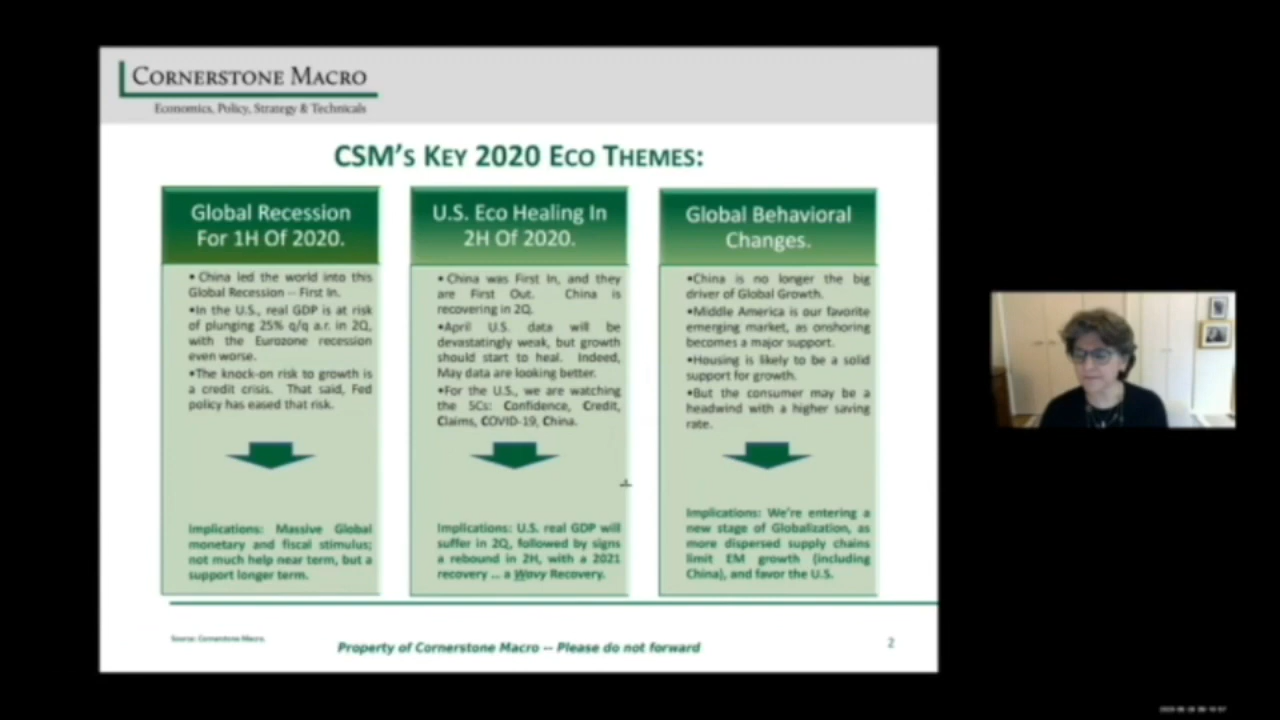 CORNERSTONE MACRO
Economics, Policy, Strategy & Technicals
CSM'S KEY 2020 ECO THEMES:
Global Recession
For 1H Of 2020.
• China led the world into this
Global Recession -- First In.
•In the U.S., real GDP is at risk
of plunging 25% q/q a.r. in 2Q,
with the Eurozone recession
even worse.
•The knock-on risk to growth is
a credit crisis. That said, Fed
policy has eased that risk.
Implications: Massive Global
monetary and fiscal stimulus;
not much help near term, but a
support longer term.
U.S. Eco Healing In
2H Of 2020.
• China was First In, and they
are First Out. China is
recovering in 2Q.
•April U.S. data will be
devastatingly weak, but growth
should start to heal. Indeed,
May data are looking better.
•For the U.S., we are watching
the 5Cs: Confidence, Credit,
Claims, COVID-19, China.
Implications: U.S. real GDP will
suffer in 2Q, followed by signs
a rebound in 2H, with a 2021
recovery ... a Wavy Recovery.
Global Behavioral
Changes.
•China is no longer the big
driver of Global Growth.
•Middle America is our favorite
emerging market, as onshoring
becomes a major support.
•Housing is likely to be a solid
support for growth.
•But the consumer may be a
headwind with a higher saving
rate.
Implications: We're entering a
new stage of Globalization, as
more dispersed supply chains
limit EM growth (including
China), and favor the U.S.
Source: Cornerstone Macro.
Property of Cornerstone Macro -- Please do not forward
2